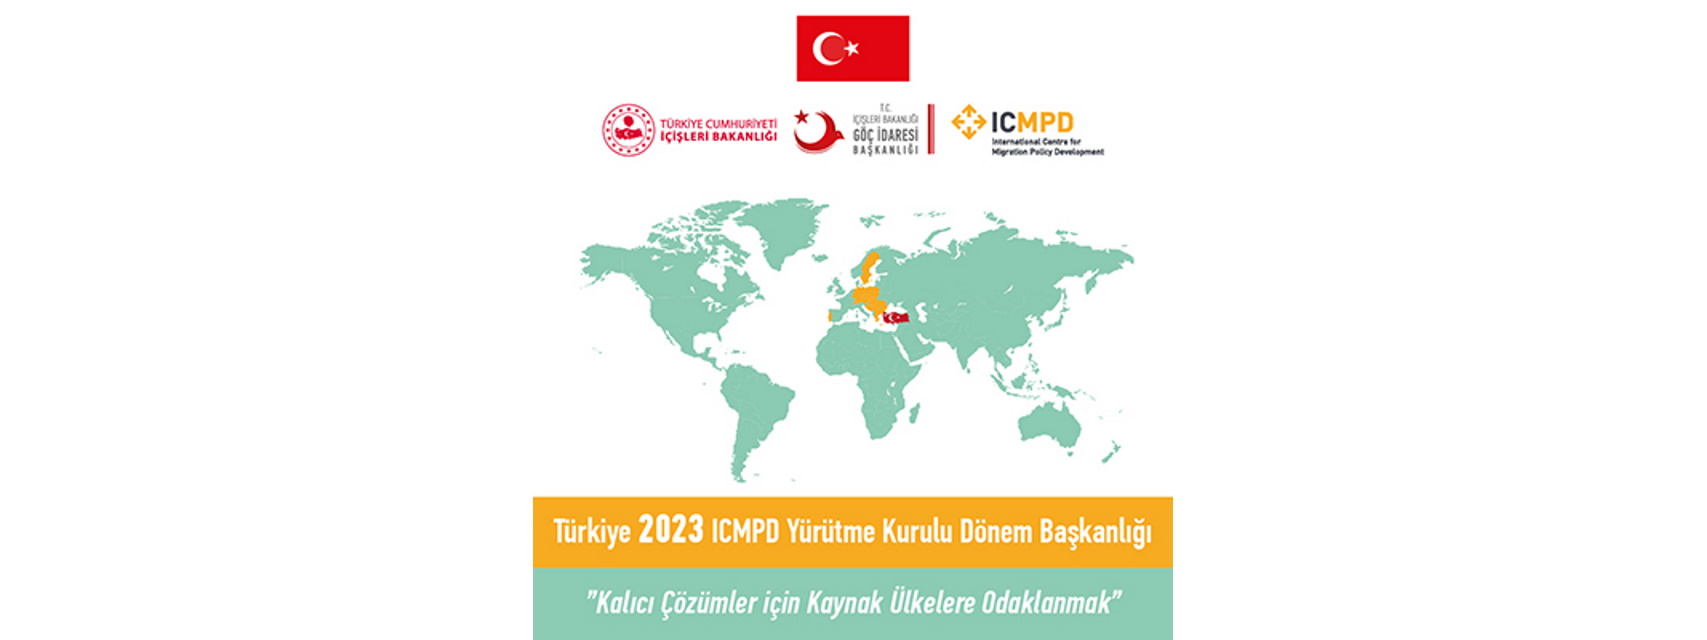 TÜRKİYE CUMHURİYETİ
İÇİŞLERİ BAKANLIĞI
T.C.
İÇİŞLERİ BAKANLIĞI
GÖÇ İDARESİ
BAŞKANLIĞI
ICMPD
International Centre for
Migration Policy Development
Türkiye 2023 ICMPD Yürütme Kurulu Dönem Başkanlığı
"Kalıcı Çözümler için Kaynak Ülkelere Odaklanmak"